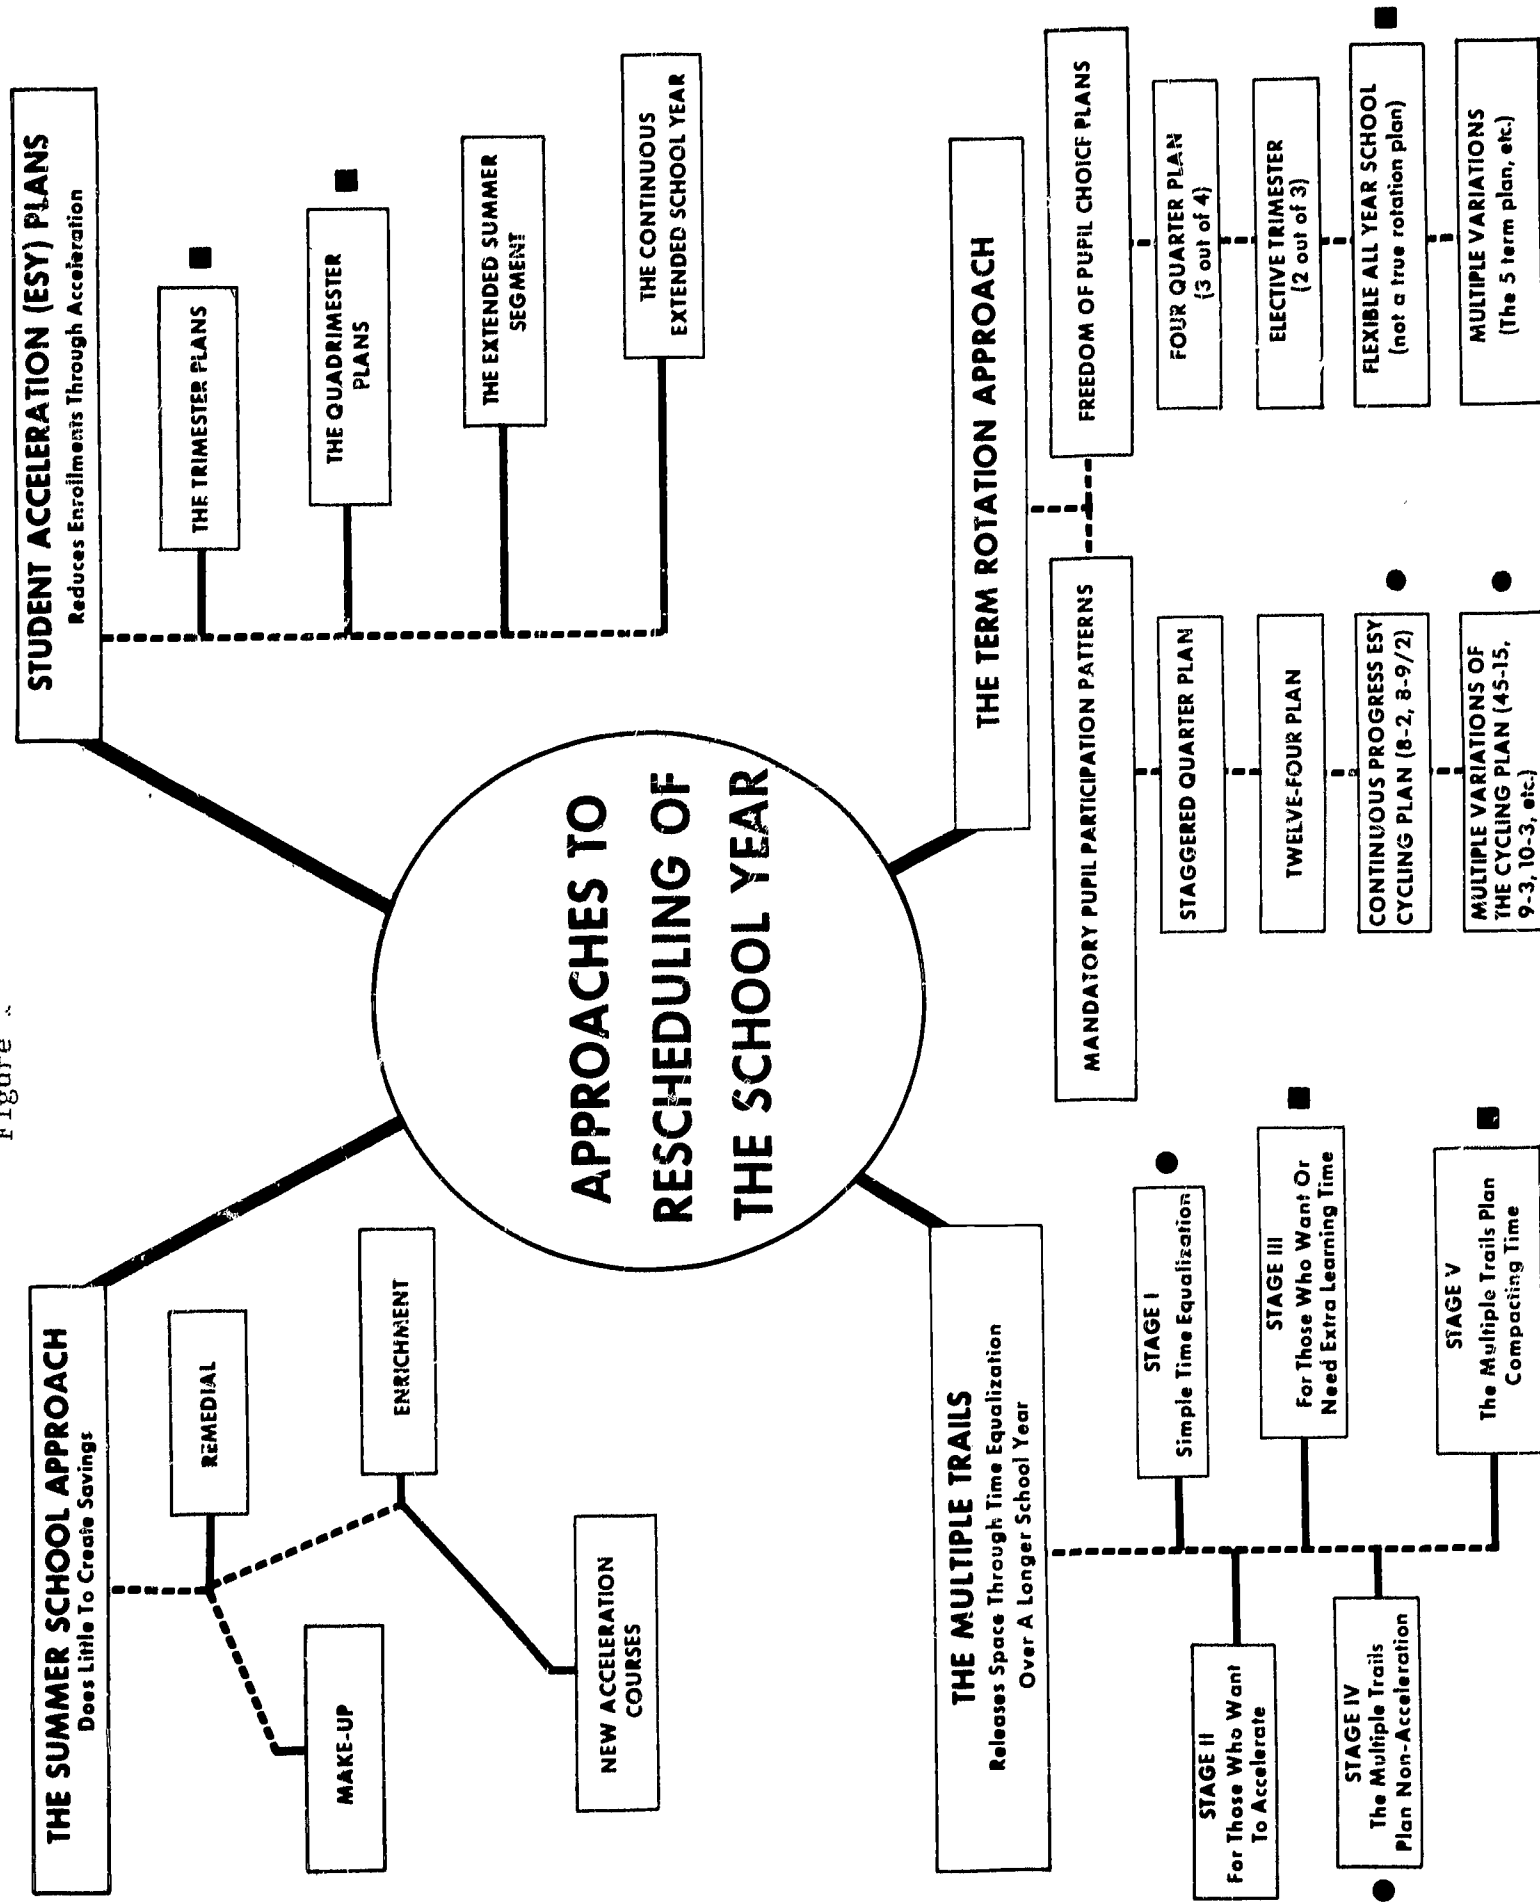 Figure
THE SUMMER SCHOOL APPROACH
Does Little To Create Savings
REMEDIAL
MAKE-UP
ENRICHMENT
NEW ACCELERATION
COURSES
STUDENT ACCELERATION (ESY) PLANS
Reduces Enrollments Through Acceleration
THE TRIMESTER PLANS
THE QUADRIMESTER
PLANS
THE EXTENDED SUMMER
SEGMENT
THE CONTINUOUS
EXTENDED SCHOOL YEAR
APPROACHES TO
RESCHEDULING OF
THE SCHOOL YEAR
THE MULTIPLE TRAILS
Releases Space Through Time Equalization
Over A Longer School Year
STAGE I
Simple Time Equalization
STAGE II
For Those Who Want
To Accelerate
STAGE III
For Those Who Want Or
Need Extra Learning Time
STAGE IV
The Multiple Trails
Plan Non-Acceleration
STAGE V
The Multiple Trails Plan
Compacting Time
THE TERM ROTATION APPROACH
MANDATORY PUPIL PARTICIPATION PATTERNS
STAGGERED QUARTER PLAN
TWELVE-FOUR PLAN
CONTINUOUS PROGRESS ESY
CYCLING PLAN (8-2, 8-9/2)
MULTIPLE VARIATIONS OF
THE CYCLING PLAN (45-15,
9-3, 10-3, etc.)
FREEDOM OF PUPIL CHOICE PLANS
FOUR QUARTER PLAN
(3 out of 4)
ELECTIVE TRIMESTER
(2 out of 3)
FLEXIBLE ALL YEAR SCHOOL
(not a true rotation plan)
MULTIPLE VARIATIONS
(The 5 term plan, etc.)